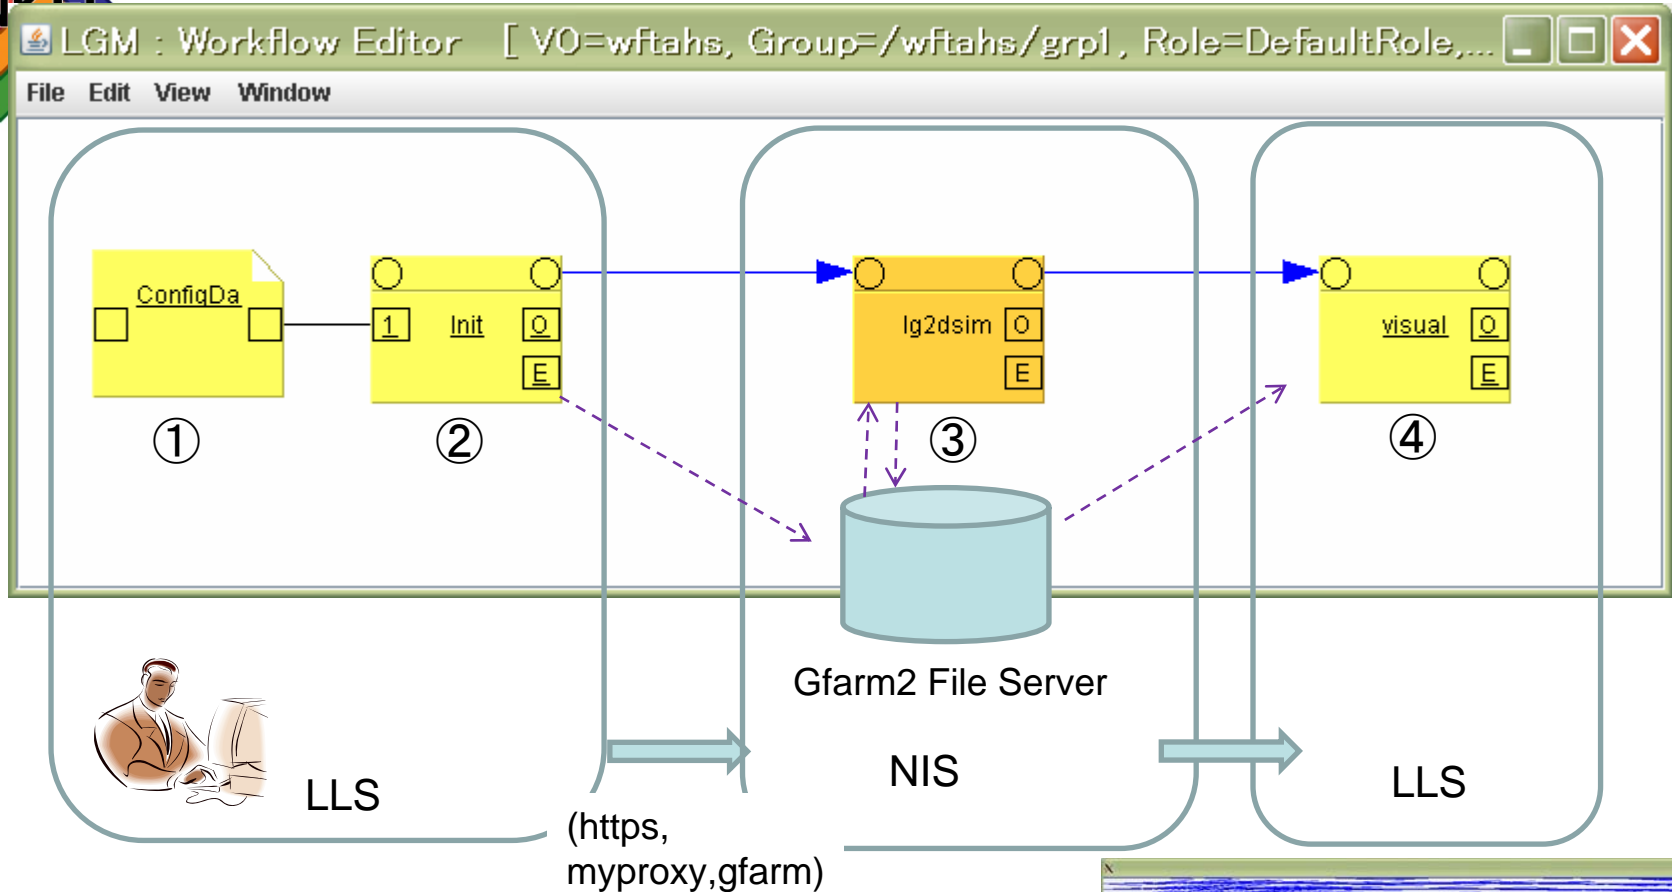 LGM : Workflow Editor [ VO=wftahs, Group=/wftahs/grp1, Role=DefaultRole,...
File Edit View Window
ConfigDa
1 Init O
E
lg2dsim O
E
visual O
E
① ② ③ ④
Gfarm2 File Server
LLS
NIS
LLS
(https,
myproxy,gfarm)
X